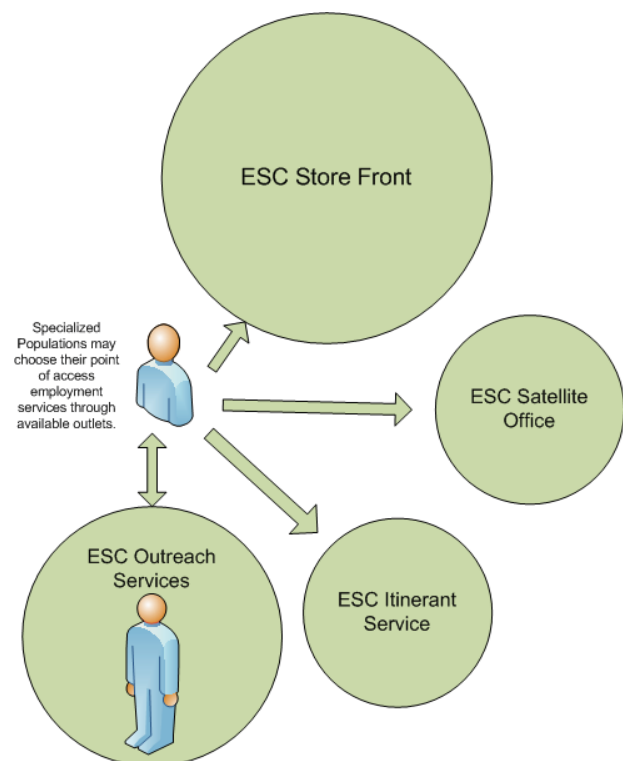 ESC Store Front
Specialized
Populations may
choose their point
of access
employment
services through
available outlets.
ESC Satellite
Office
ESC Outreach
Services
ESC Itinerant
Service